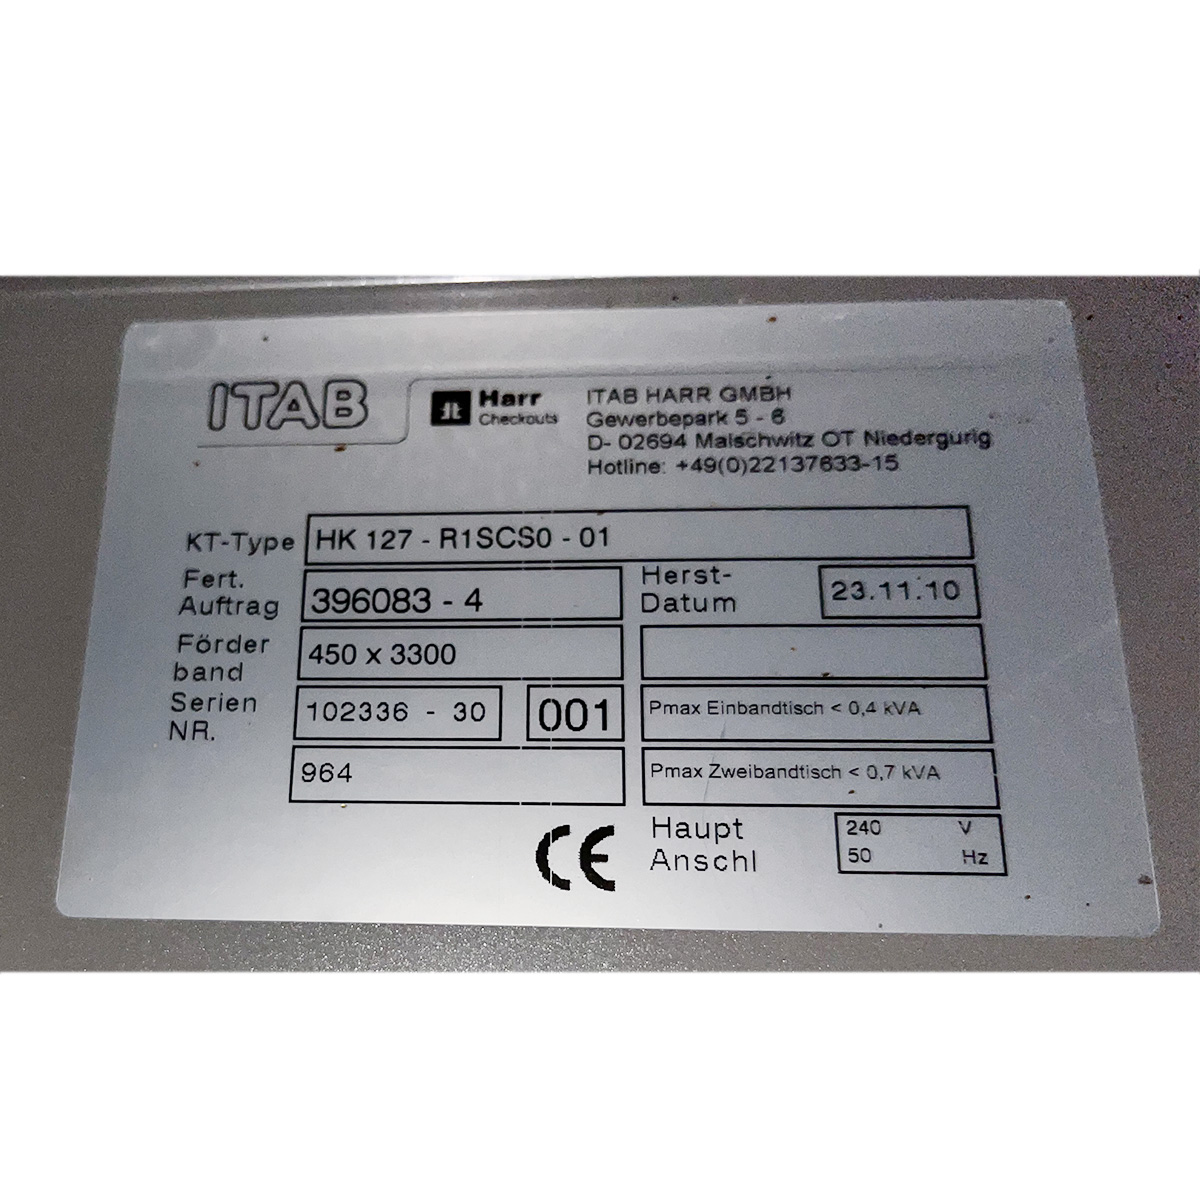 ITAB
Harr
Checkouts
ITAB HARR GMBH
Gewerbepark 5 - 6
D- 02694 Malschwitz OT Niedergurig
Hotline: +49(0)22137633-15
KT-Type HK 127 - R1SCS0 - 01
Fert.
Auftrag 396083 - 4
Herst-
Datum 23.11.10
Förder
band 450 x 3300
Serien
NR. 102336 - 30 001
Pmax Einbandtisch < 0,4 kVA
964
Pmax Zweibandtisch < 0,7 kVA
CE
Haupt
Anschl
240 V
50 Hz